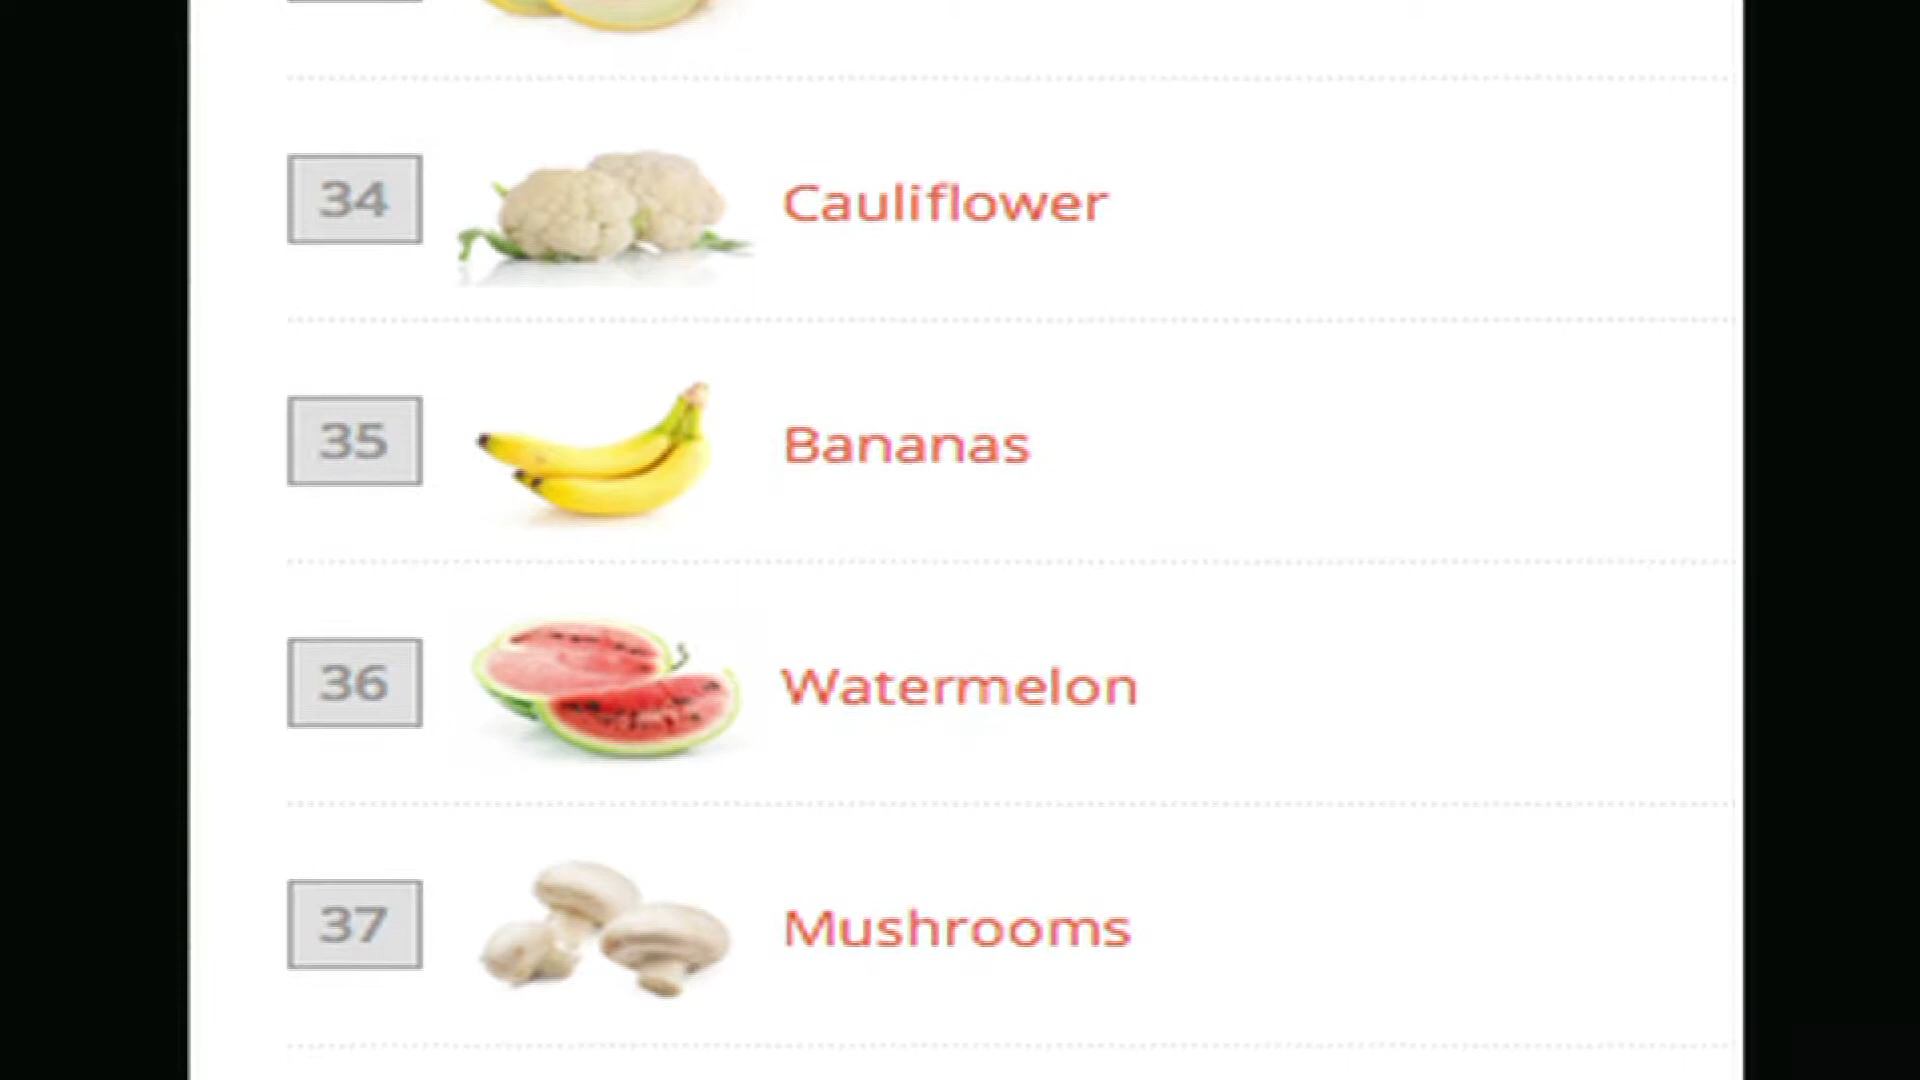 34
Cauliflower
35
Bananas
36
Watermelon
37
Mushrooms